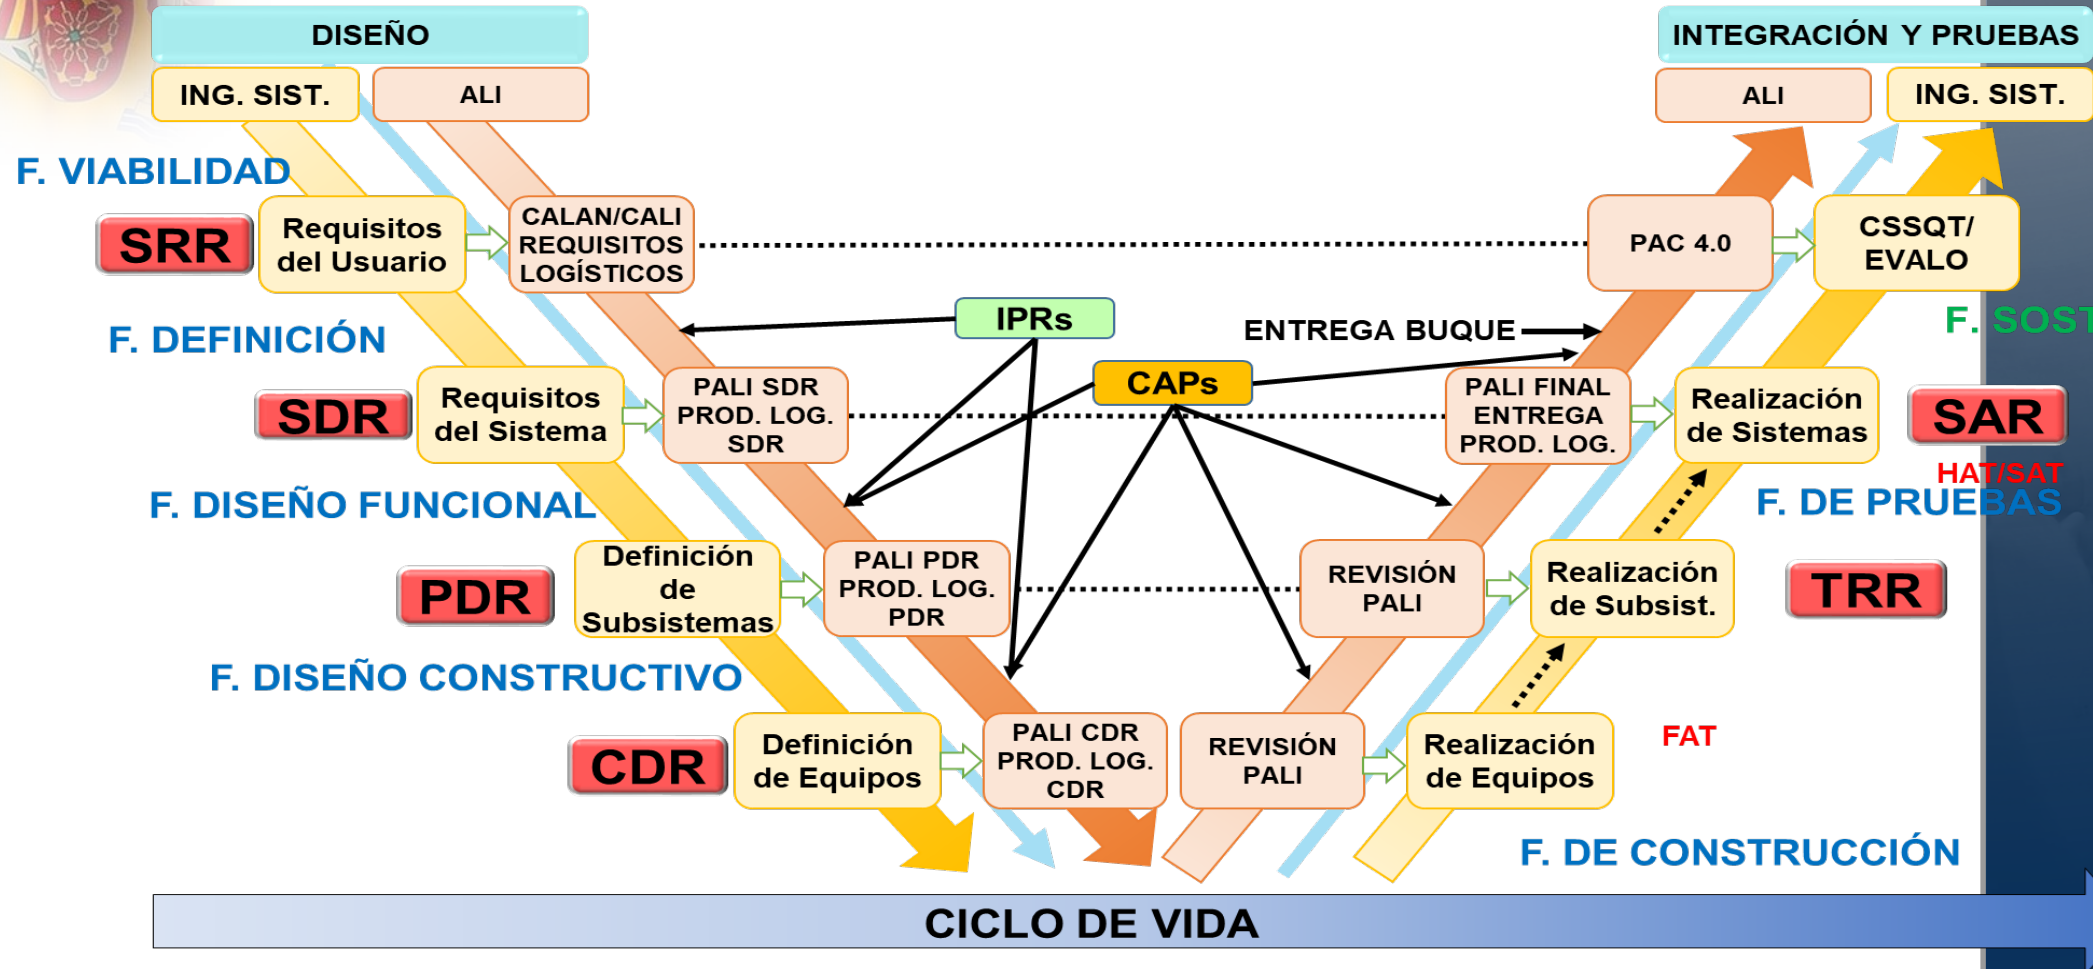 DISEÑO
INTEGRACIÓN Y PRUEBAS
ING. SIST.
ALI
ALI
ING. SIST.
F. VIABILIDAD
SRR
Requisitos
del Usuario
CALAN/CALI
REQUISITOS
LOGÍSTICOS
PAC 4.0
CSSQT/
EVALO
IPRs
ENTREGA BUQUE
F. SOST
F. DEFINICIÓN
CAPs
SDR
Requisitos
del Sistema
PALI SDR
PROD. LOG.
SDR
PALI FINAL
ENTREGA
PROD. LOG.
Realización
de Sistemas
SAR
HAT/SAT
F. DISEÑO FUNCIONAL
F. DE PRUEBAS
PDR
Definición
de
Subsistemas
PALI PDR
PROD. LOG.
PDR
REVISIÓN
PALI
Realización
de Subsist.
TRR
F. DISEÑO CONSTRUCTIVO
CDR
Definición
de Equipos
PALI CDR
PROD. LOG.
CDR
REVISIÓN
PALI
Realización
de Equipos
FAT
F. DE CONSTRUCCIÓN
CICLO DE VIDA